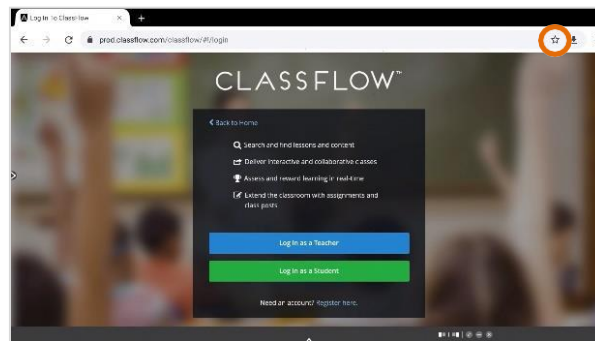 Log In To ClassFlow
prod.classflow.com/classflow/#!/login
CLASSFLOW™
Back to Home
Search and find lessons and content
Deliver interactive and collaborative classes
Assess and reward learning in real-time
Extend the classroom with assignments and
class posts
Log In as a Teacher
Log In as a Student
Need an account? Register here.